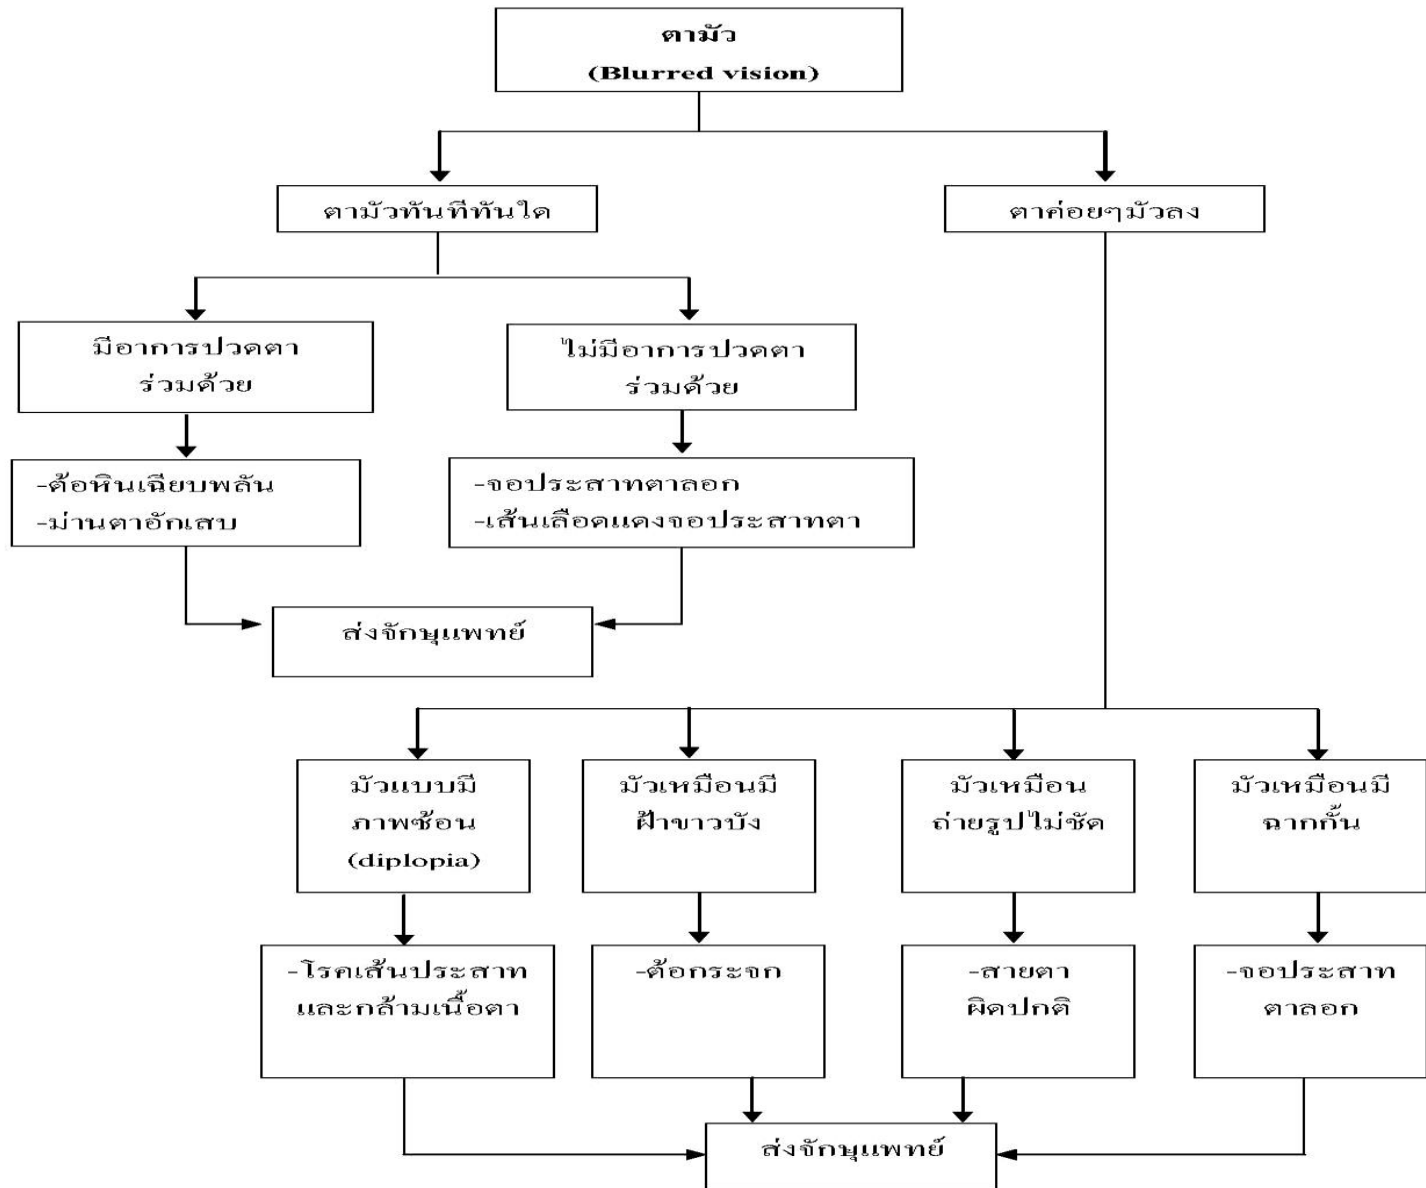 ตามัว
(Blurred vision)
ตามัวทันทีทันใด
ตาค่อยๆมัวลง
มีอาการปวดตา
ร่วมด้วย
ไม่มีอาการปวดตา
ร่วมด้วย
-ต้อหินเฉียบพลัน
-ม่านตาอักเสบ
-จอประสาทตาลอก
-เส้นเลือดแดงจอประสาทตา
ส่งจักษุแพทย์
มัวแบบมี
ภาพซ้อน
(diplopia)
มัวเหมือนมี
ฝ้าขาวบัง
มัวเหมือน
ถ่ายรูปไม่ชัด
มัวเหมือนมี
ฉากกั้น
-โรคเส้นประสาท
และกล้ามเนื้อตา
-ต้อกระจก
-สายตา
ผิดปกติ
-จอประสาท
ตาลอก
ส่งจักษุแพทย์